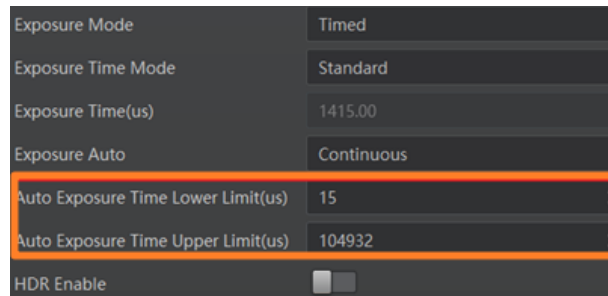 Exposure Mode Timed
Exposure Time Mode Standard
Exposure Time(us) 1415.00
Exposure Auto Continuous
Auto Exposure Time Lower Limit(us) 15
Auto Exposure Time Upper Limit(us) 104932
HDR Enable